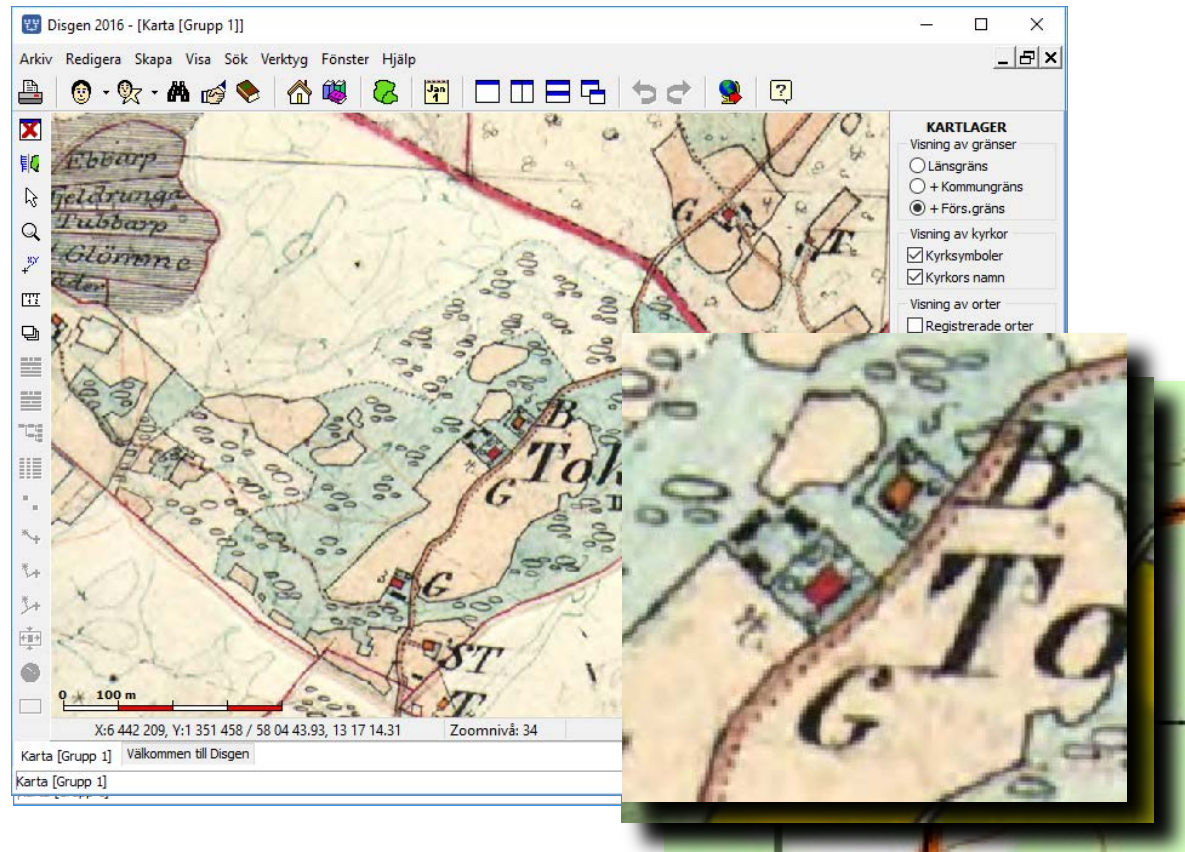 Disgen 2016 - [Karta [Grupp 1]]
Arkiv Redigera Skapa Visa Sök Verktyg Fönster Hjälp
Jan
1
Ebbarp
Tubbarp
Glömme
G
T
B
Tok
G
G
ST
T
0 100 m
KARTLAGER
Visning av gränser
Länsgräns
+ Kommungräns
+ Förs.gräns
Visning av kyrkor
Kyrksymboler
Kyrkors namn
Visning av orter
Registrerade orter
B
To
G
X:6 442 209, Y:1 351 458 / 58 04 43.93, 13 17 14.31 Zoomnivå: 34
Karta [Grupp 1] Välkommen till Disgen
Karta [Grupp 1]